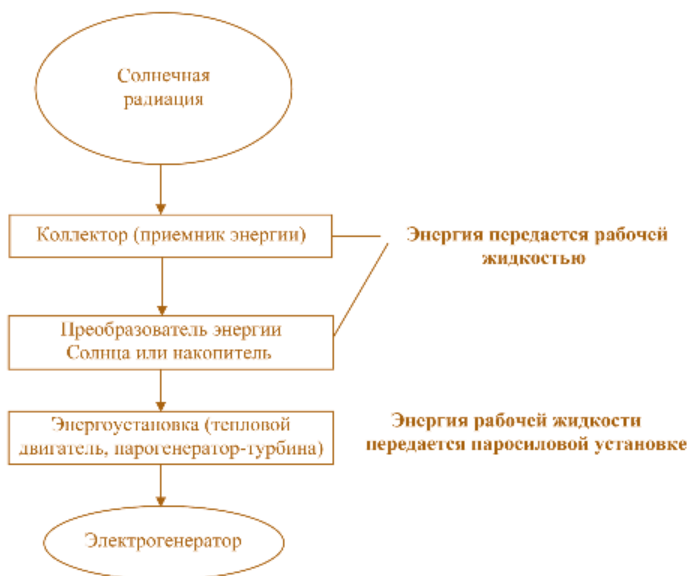 Солнечная
радиация
Коллектор (приемник энергии)
Энергия передается рабочей
жидкостью
Преобразователь энергии
Солнца или накопитель
Энергоустановка (тепловой
двигатель, парогенератор-турбина)
Энергия рабочей жидкости
передается паросиловой установке
Электрогенератор